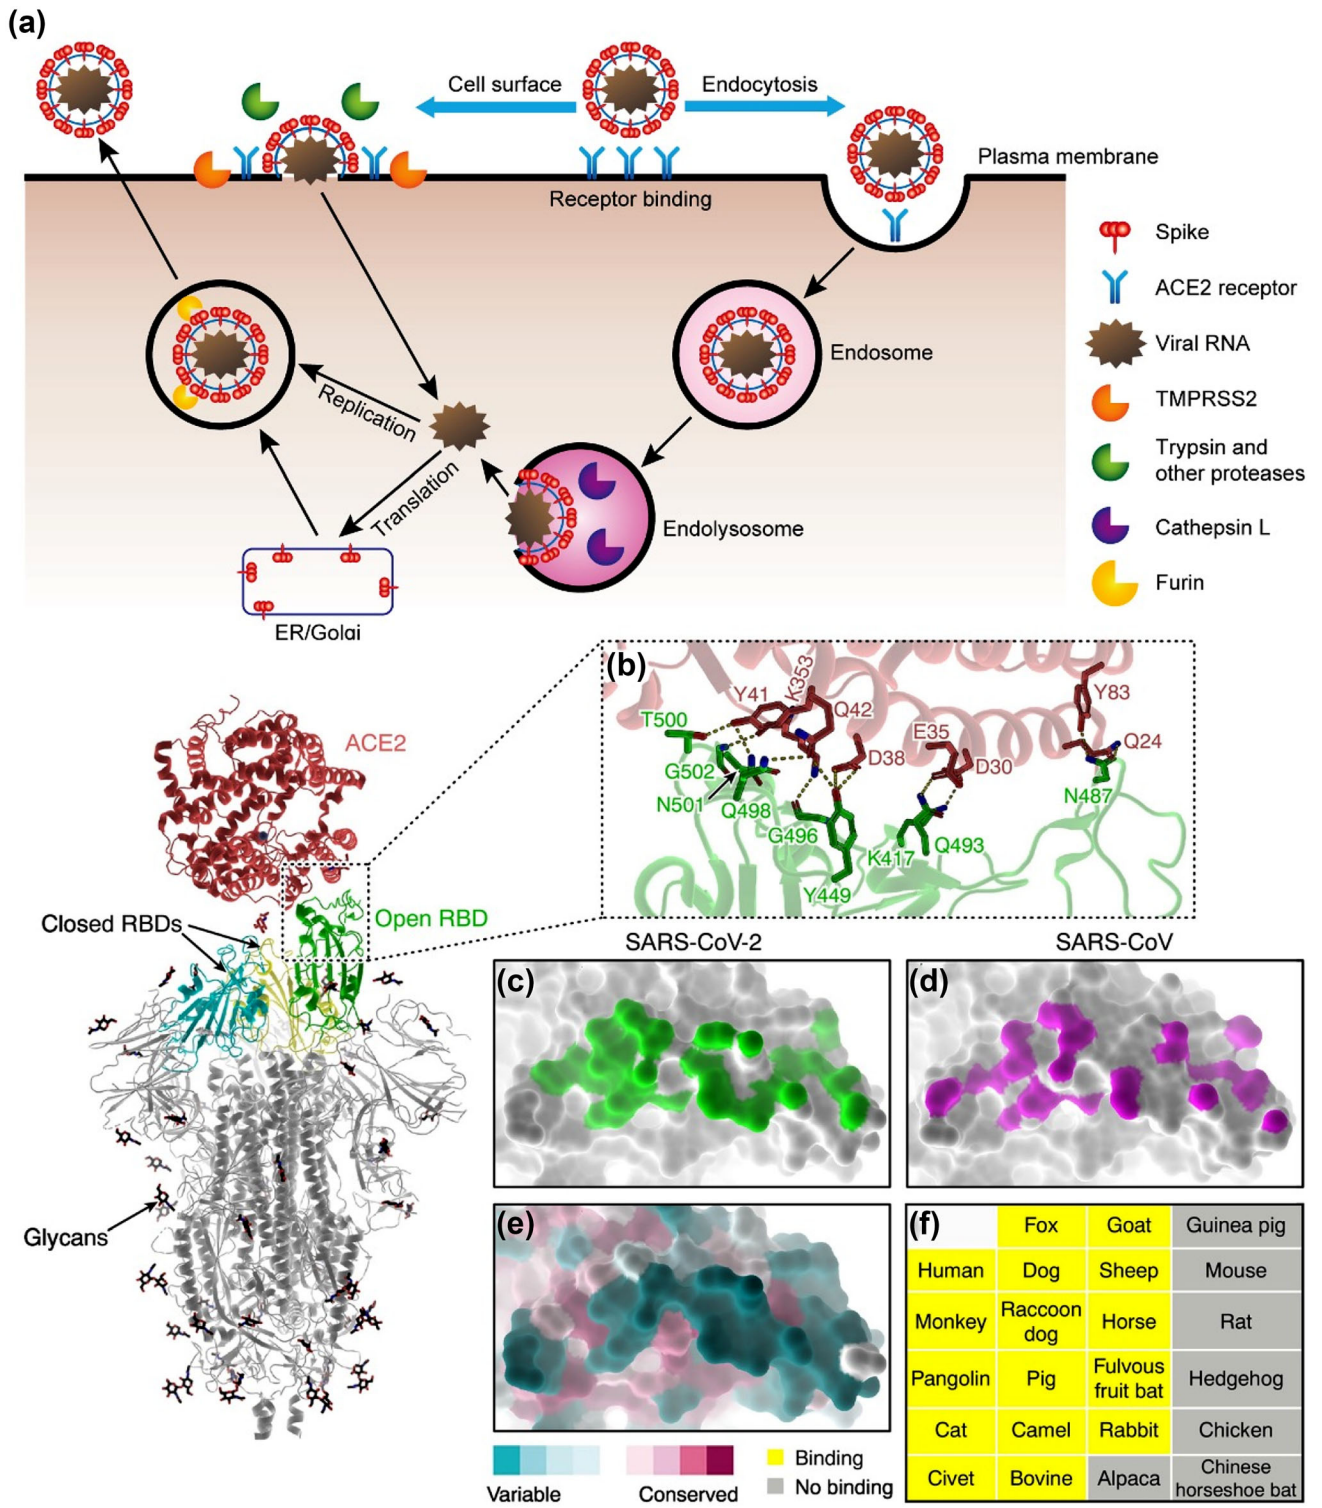 (a)
Cell surface
Endocytosis
Plasma membrane
Receptor binding
Spike
ACE2 receptor
Viral RNA
TMPRSS2
Trypsin and
other proteases
Cathepsin L
Furin
Endosome
Replication
Translation
Endolysosome
ER/Golgi
(b)
Y41
K353
Q42
Y83
T500
E35
D38
D30
Q24
G502
N501
Q498
G496
K417
Q493
N487
Y449
ACE2
Open RBD
Closed RBDs
Glycans
SARS-CoV-2
SARS-CoV
(c)
(d)
(e)
Variable
Conserved
Binding
No binding
(f)
Fox
Goat
Guinea pig
Human
Dog
Sheep
Mouse
Monkey
Raccoon
dog
Horse
Rat
Pangolin
Pig
Fulvous
fruit bat
Hedgehog
Cat
Camel
Rabbit
Chicken
Civet
Bovine
Alpaca
Chinese
horseshoe bat